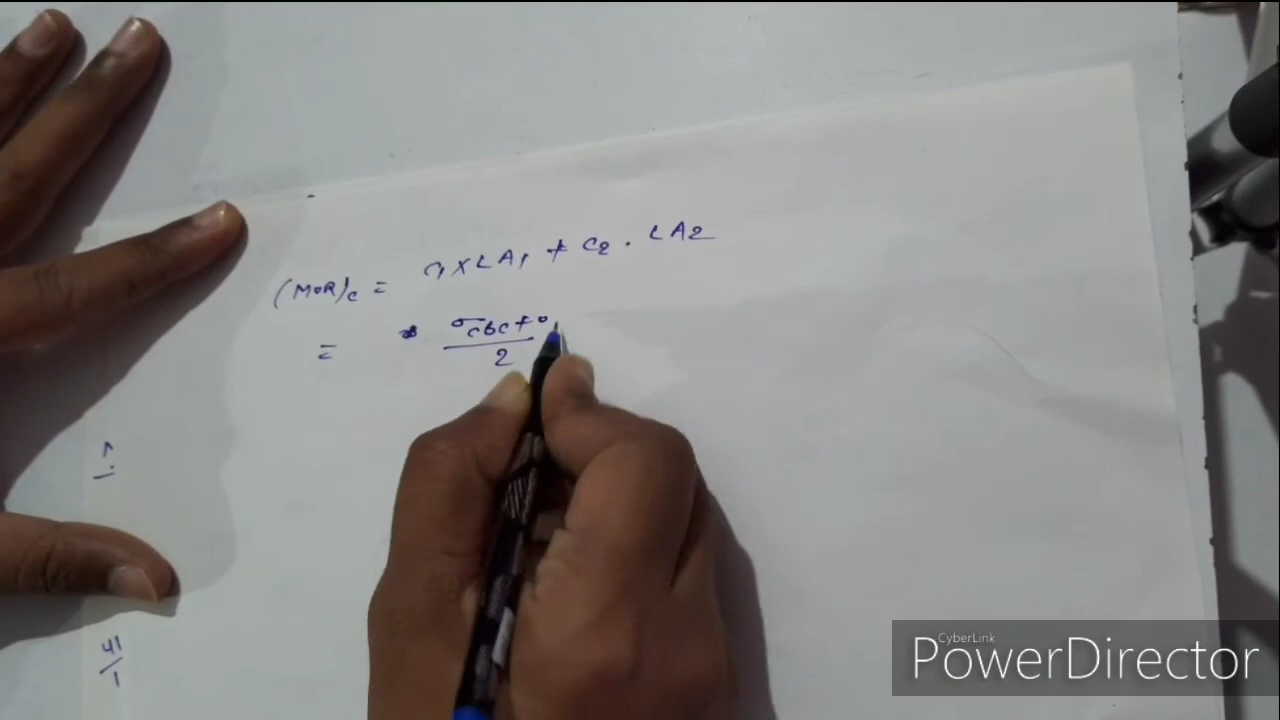 (MOR)c = C1 X LA1 + C2 . LA2
= σcbc + 0
2
CyberLink
PowerDirector